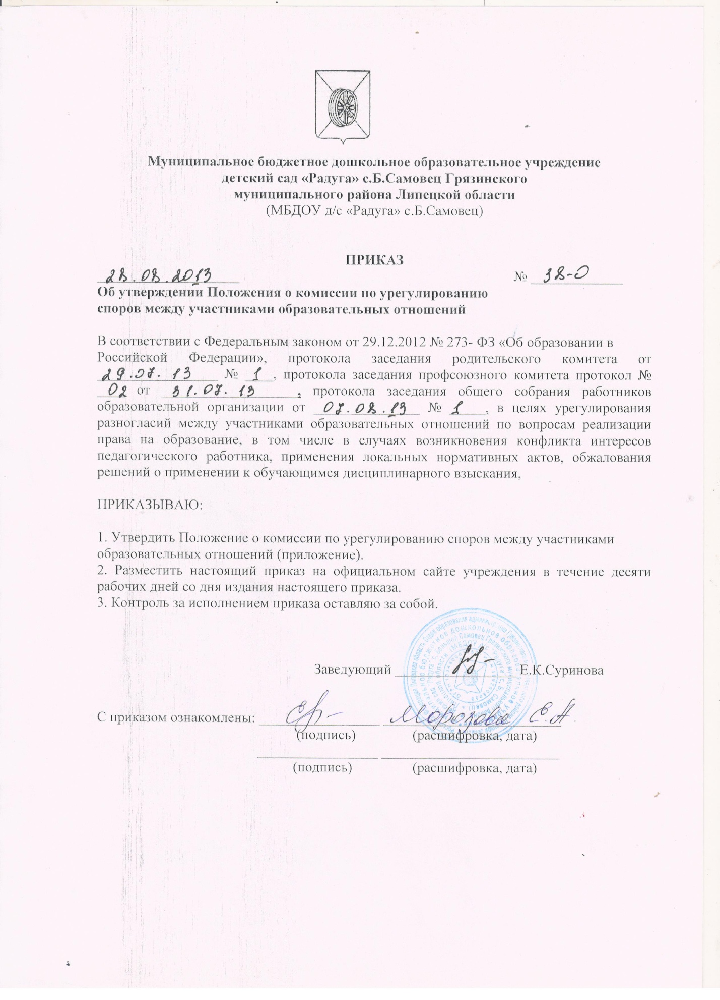 Муниципальное бюджетное дошкольное образовательное учреждение
детский сад «Радуга» с.Б.Самовец Грязинского
муниципального района Липецкой области
(МБДОУ д/с «Радуга» с.Б.Самовец)
ПРИКАЗ
28.08.2013 № 38-О
Об утверждении Положения о комиссии по урегулированию
споров между участниками образовательных отношений
В соответствии с Федеральным законом от 29.12.2012 № 273- ФЗ «Об образовании в
Российской Федерации», протокола заседания родительского комитета от
29.07.13 № 1, протокола заседания профсоюзного комитета протокол №
02 от 31.07.13, протокола заседания общего собрания работников
образовательной организации от 07.08.13 № 1, в целях урегулирования
разногласий между участниками образовательных отношений по вопросам реализации
права на образование, в том числе в случаях возникновения конфликта интересов
педагогического работника, применения локальных нормативных актов, обжалования
решений о применении к обучающимся дисциплинарного взыскания,
ПРИКАЗЫВАЮ:
1. Утвердить Положение о комиссии по урегулированию споров между участниками
образовательных отношений (приложение).
2. Разместить настоящий приказ на официальном сайте учреждения в течение десяти
рабочих дней со дня издания настоящего приказа.
3. Контроль за исполнением приказа оставляю за собой.
Заведующий Е.К.Суринова
С приказом ознакомлены: Морозова Е.А.
(подпись) (расшифровка, дата)
(подпись) (расшифровка, дата)